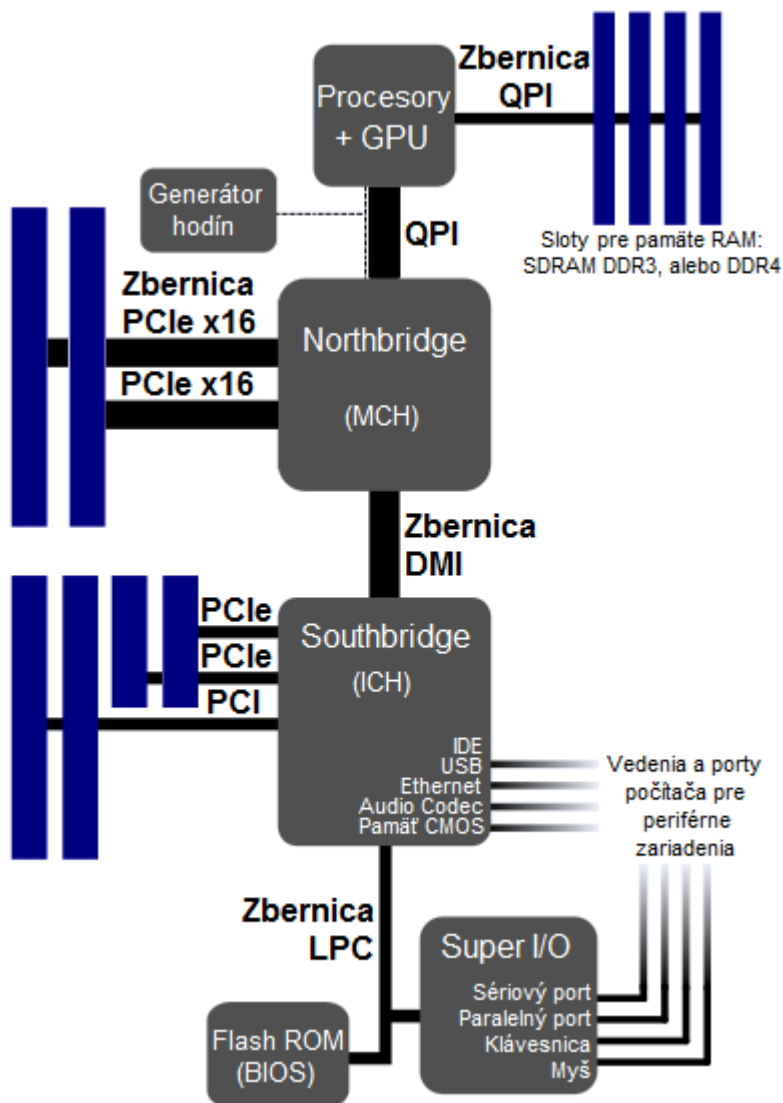 Zbernica
QPI
Procesory
+ GPU
Generátor
hodín
QPI
Sloty pre pamäte RAM:
SDRAM DDR3, alebo DDR4
Zbernica
PCIe x16
PCIe x16
Northbridge
(MCH)
Zbernica
DMI
PCIe
PCIe
PCI
Southbridge
(ICH)
IDE
USB
Ethernet
Audio Codec
Pamäť CMOS
Vedenia a porty
počítača pre
periférne
zariadenia
Zbernica
LPC
Super I/O
Sériový port
Paralelný port
Klávesnica
Myš
Flash ROM
(BIOS)